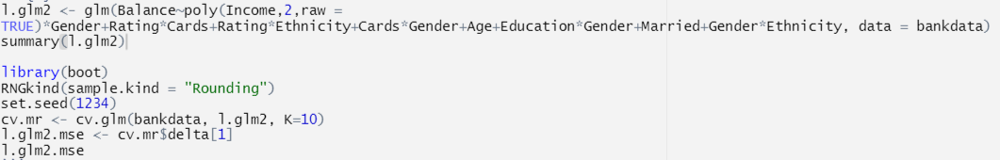 l.glm2 <- glm(Balance~poly(Income,2,raw =
TRUE)*Gender+Rating*Cards+Rating*Ethnicity+Cards*Gender+Age+Education*Gender+Married+Gender*Ethnicity, data = bankdata)
summary(l.glm2)
library(boot)
RNGkind(sample.kind = "Rounding")
set.seed(1234)
cv.mr <- cv.glm(bankdata, l.glm2, K=10)
l.glm2.mse <- cv.mr$delta[1]
l.glm2.mse